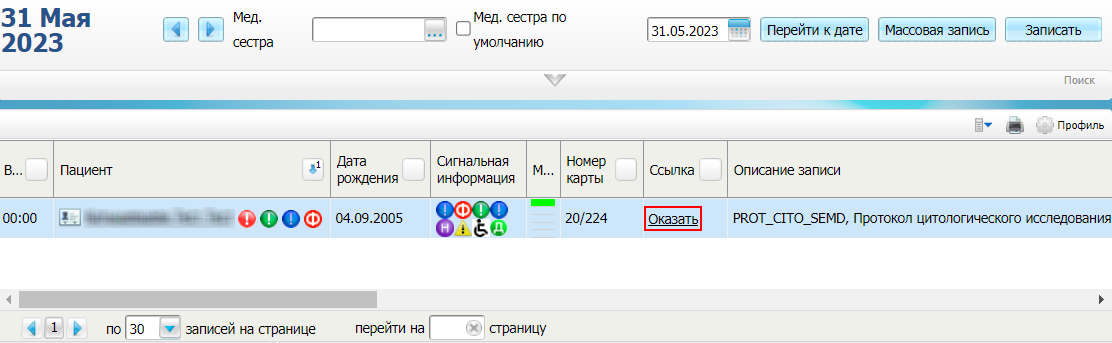 31 Мая
2023
Мед.
сестра
...
Мед. сестра по
умолчанию
31.05.2023
Перейти к дате
Массовая запись
Записать
Поиск
Профиль
В...
Пациент
1
Дата
рождения
Сигнальная
информация
М...
Номер
карты
Ссылка
Описание записи
00:00
04.09.2005
20/224
Оказать
PROT_CITO_SEMD, Протокол цитологического исследования
1
по 30 записей на странице
перейти на
страницу